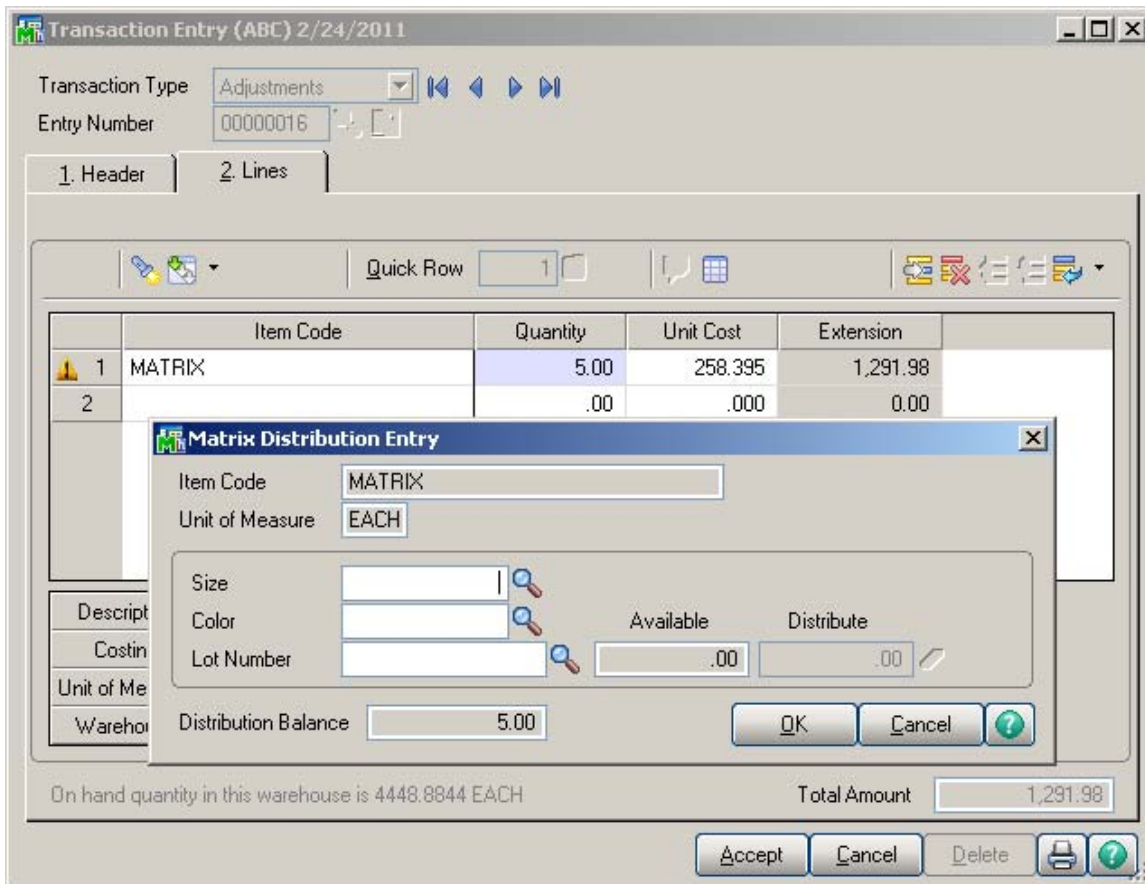 Transaction Entry (ABC) 2/24/2011
Transaction Type Adjustments
Entry Number 00000016
1. Header 2. Lines
Quick Row 1
Item Code Quantity Unit Cost Extension
1 MATRIX 5.00 258.395 1,291.98
2 .00 .000 0.00
Matrix Distribution Entry
Item Code MATRIX
Unit of Measure EACH
Size
Color Available Distribute
Lot Number .00 .00
Distribution Balance 5.00 OK Cancel
Descript
Costin
Unit of Me
Wareho
On hand quantity in this warehouse is 4448.8844 EACH Total Amount 1,291.98
Accept Cancel Delete